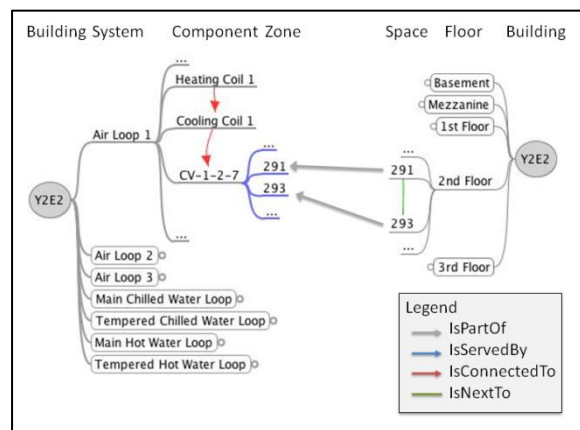 Building System Component Zone Space Floor Building
...
Heating Coil 1
Cooling Coil 1
Air Loop 1
CV-1-2-7
...
...
291
293
...
Y2E2
Air Loop 2
Air Loop 3
Main Chilled Water Loop
Tempered Chilled Water Loop
Main Hot Water Loop
Tempered Hot Water Loop
Basement
Mezzanine
1st Floor
...
291
2nd Floor
293
...
3rd Floor
Y2E2
Legend
IsPartOf
IsServedBy
IsConnectedTo
IsNextTo